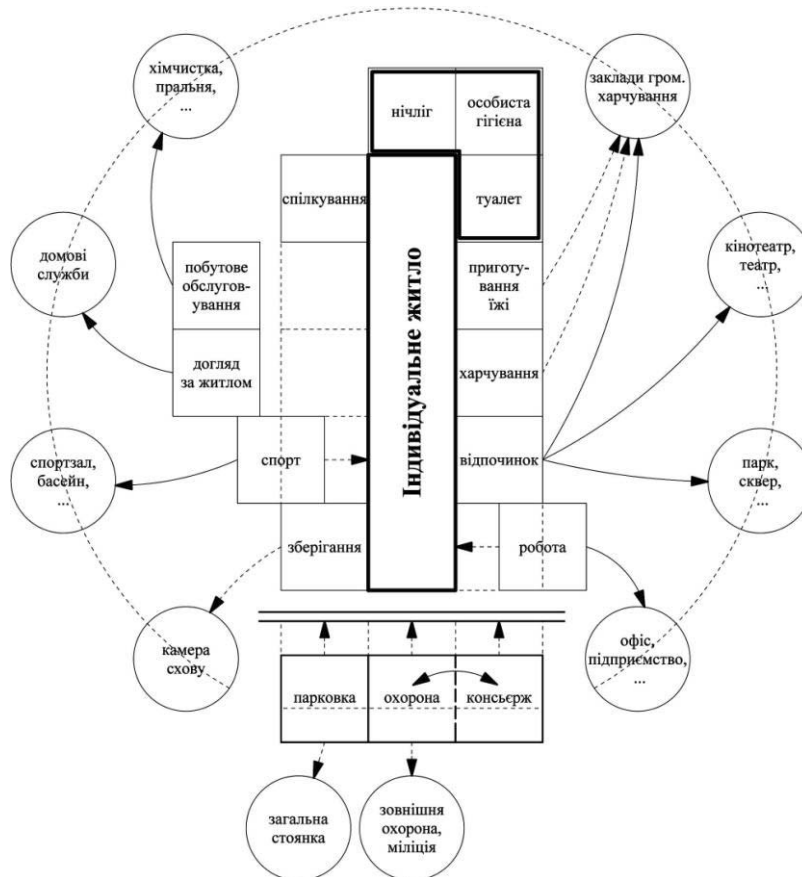 хімчистка,
пральня,
...
заклади гром.
харчування
нічліг
особиста
гігієна
спілкування
туалет
домові
служби
побутове
обслугов-
ування
приготу-
вання
їжі
кінотеатр,
театр,
...
Індивідуальне житло
догляд
за житлом
харчування
спортзал,
басейн,
...
спорт
відпочинок
парк,
сквер,
...
зберігання
робота
камера
схову
офіс,
підприємство,
...
парковка
охорона
консьєрж
загальна
стоянка
зовнішня
охорона,
міліція